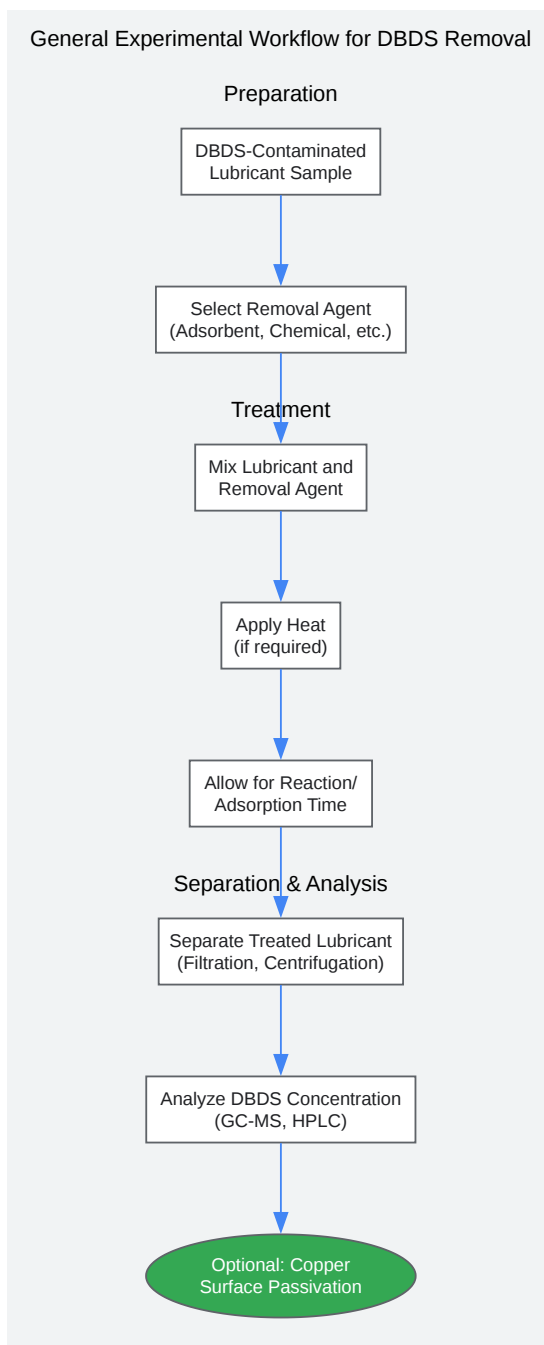 General Experimental Workflow for DBDS Removal
Preparation
DBDS-Contaminated
Lubricant Sample
Select Removal Agent
(Adsorbent, Chemical, etc.)
Treatment
Mix Lubricant and
Removal Agent
Apply Heat
(if required)
Allow for Reaction/
Adsorption Time
Separation & Analysis
Separate Treated Lubricant
(Filtration, Centrifugation)
Analyze DBDS Concentration
(GC-MS, HPLC)
Optional: Copper
Surface Passivation